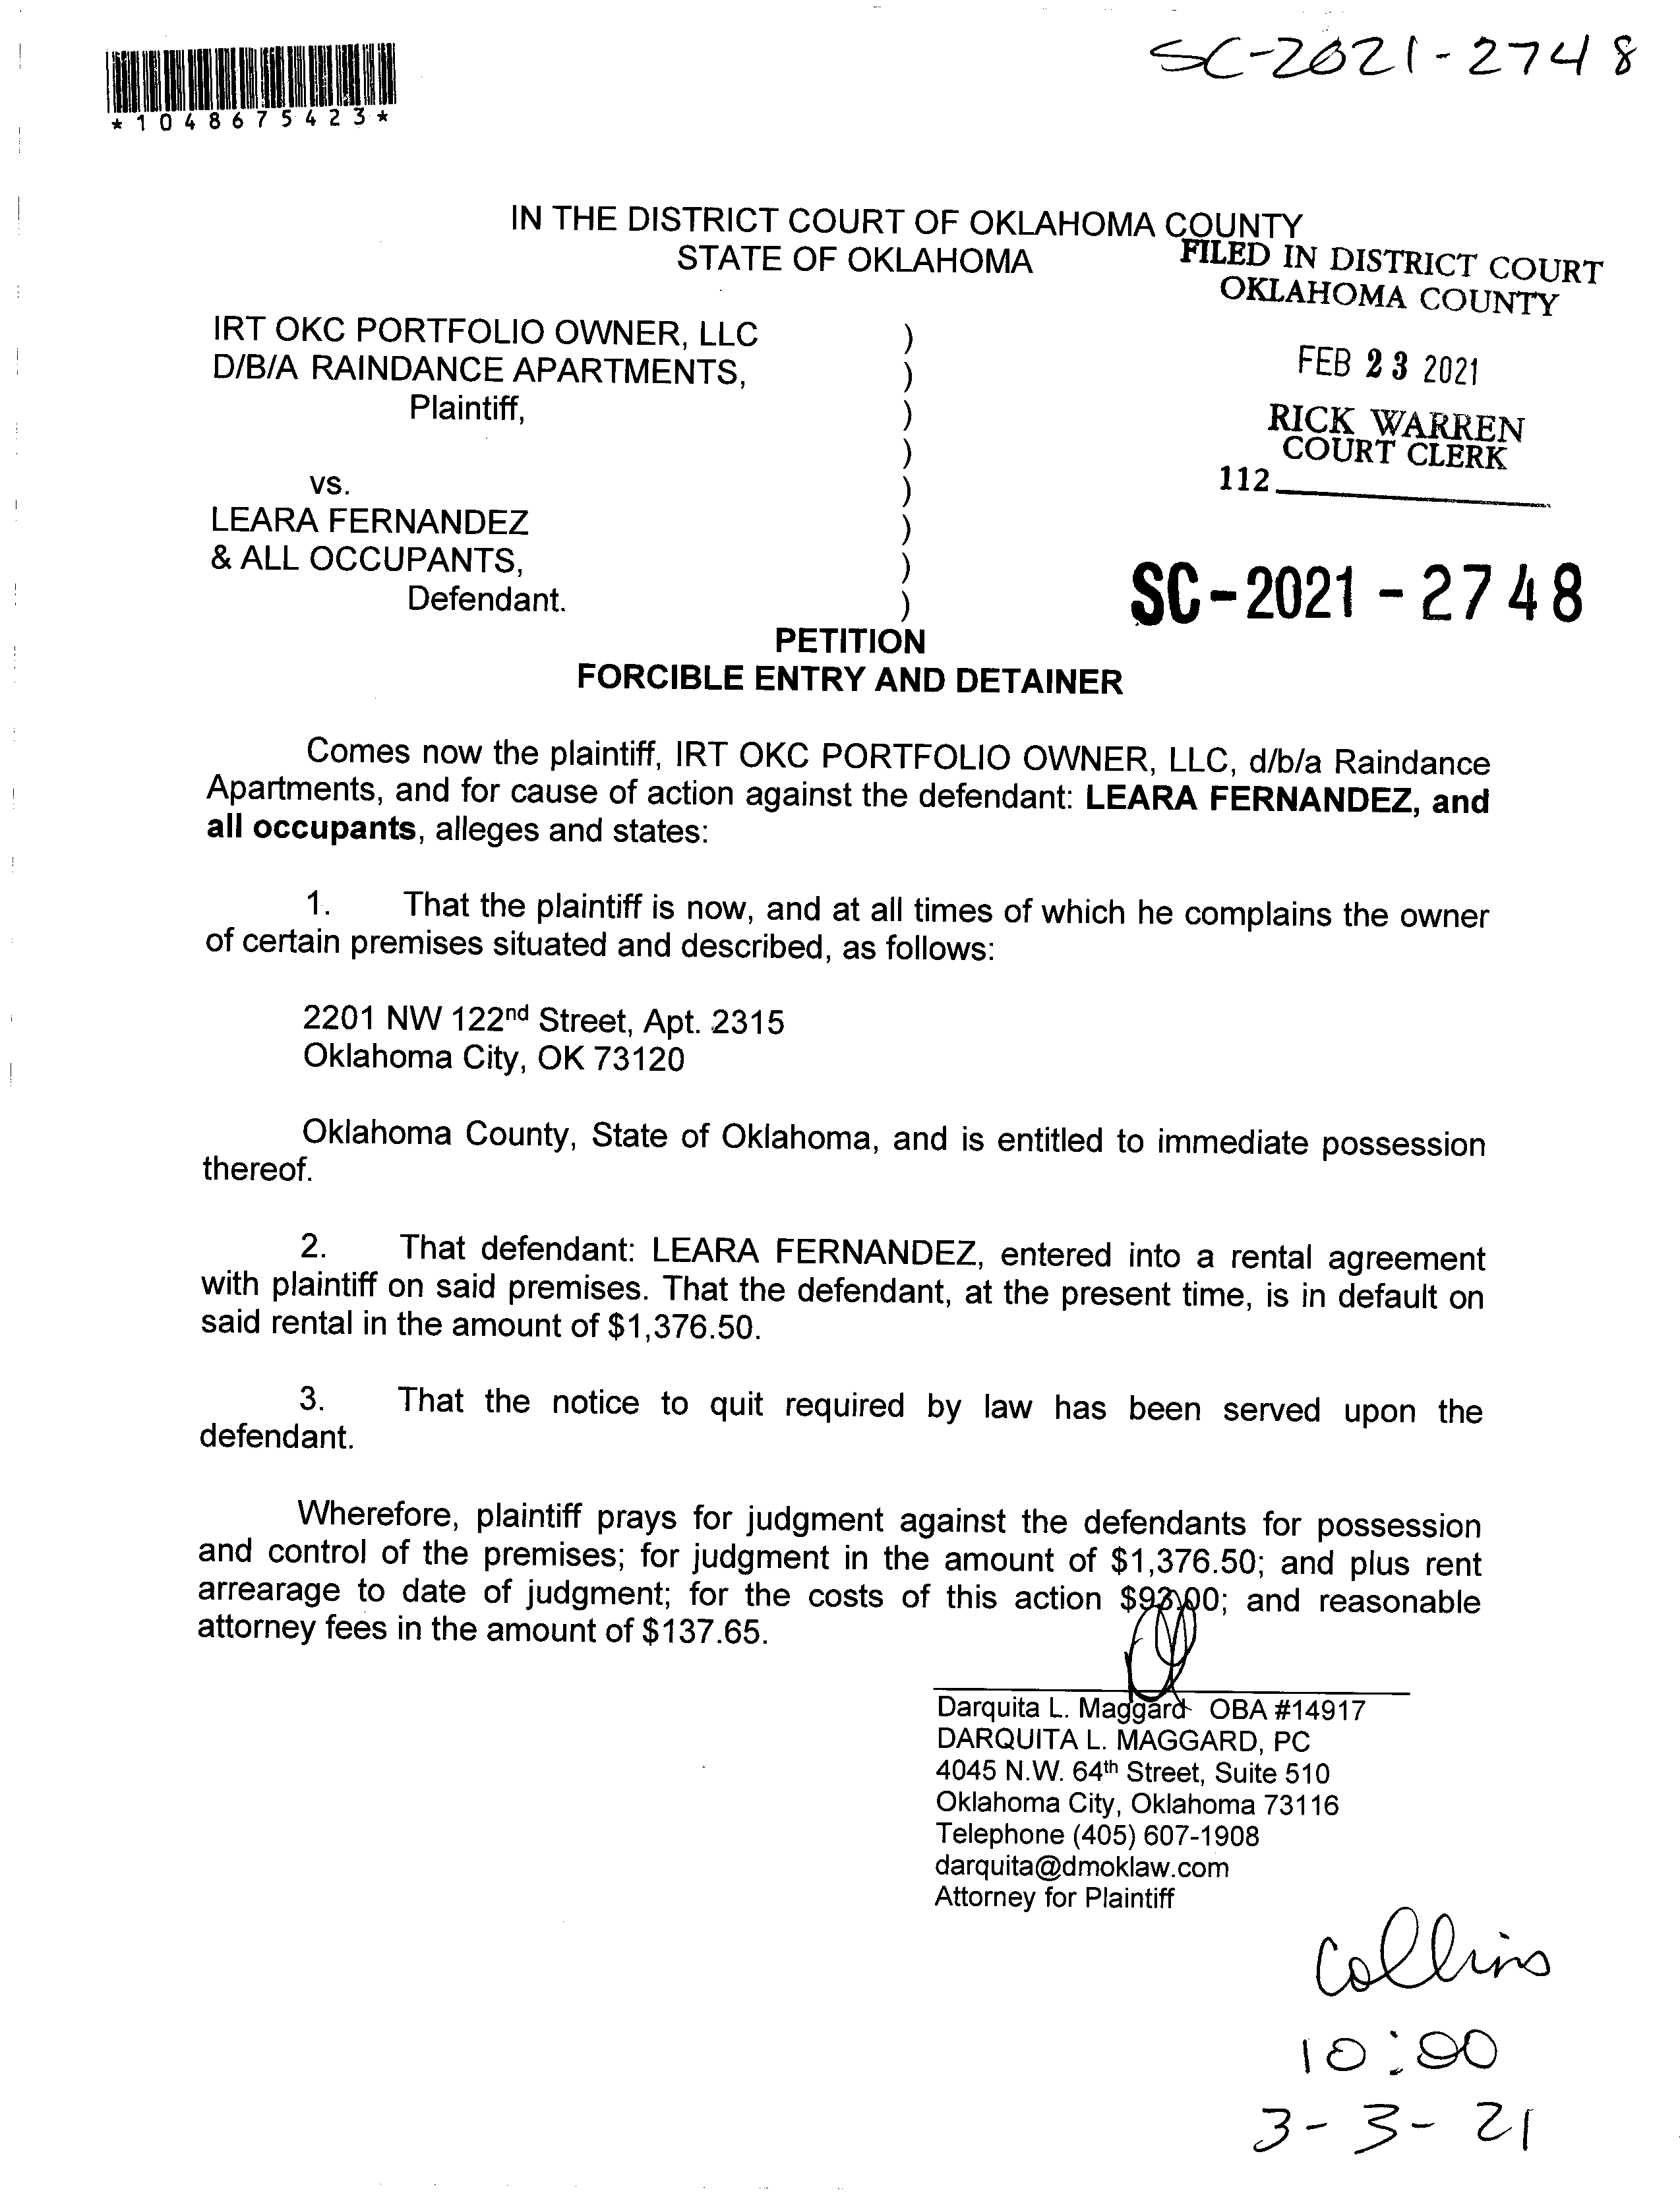 SC-2021-2748
*1048675423*
IN THE DISTRICT COURT OF OKLAHOMA COUNTY
STATE OF OKLAHOMA
FILED IN DISTRICT COURT
OKLAHOMA COUNTY
FEB 23 2021
RICK WARREN
COURT CLERK
112
IRT OKC PORTFOLIO OWNER, LLC )
D/B/A RAINDANCE APARTMENTS, )
Plaintiff, )
)
vs. )
LEARA FERNANDEZ )
& ALL OCCUPANTS, )
Defendant. )
SC-2021-2748
PETITION
FORCIBLE ENTRY AND DETAINER
Comes now the plaintiff, IRT OKC PORTFOLIO OWNER, LLC, d/b/a Raindance
Apartments, and for cause of action against the defendant: LEARA FERNANDEZ, and
all occupants, alleges and states:
1. That the plaintiff is now, and at all times of which he complains the owner
of certain premises situated and described, as follows:
2201 NW 122nd Street, Apt. 2315
Oklahoma City, OK 73120
Oklahoma County, State of Oklahoma, and is entitled to immediate possession
thereof.
2. That defendant: LEARA FERNANDEZ, entered into a rental agreement
with plaintiff on said premises. That the defendant, at the present time, is in default on
said rental in the amount of $1,376.50.
3. That the notice to quit required by law has been served upon the
defendant.
Wherefore, plaintiff prays for judgment against the defendants for possession
and control of the premises; for judgment in the amount of $1,376.50; and plus rent
arrearage to date of judgment; for the costs of this action $93.00; and reasonable
attorney fees in the amount of $137.65.
Darquita L. Maggard OBA #14917
DARQUITA L. MAGGARD, PC
4045 N.W. 64th Street, Suite 510
Oklahoma City, Oklahoma 73116
Telephone (405) 607-1908
darquita@dmoklaw.com
Attorney for Plaintiff
Collins
10:00
3-3-21